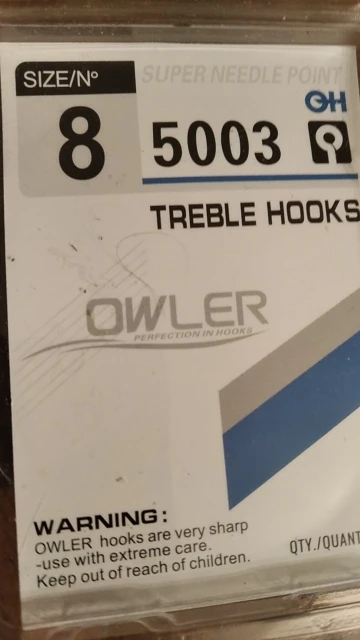 SIZE/Nº
SUPER NEEDLE POINT
8
5003
OH
TREBLE HOOKS
OWLER
PERFECTION IN HOOKS
WARNING:
OWLER hooks are very sharp
-use with extreme care.
Keep out of reach of children.
QTY./QUANT